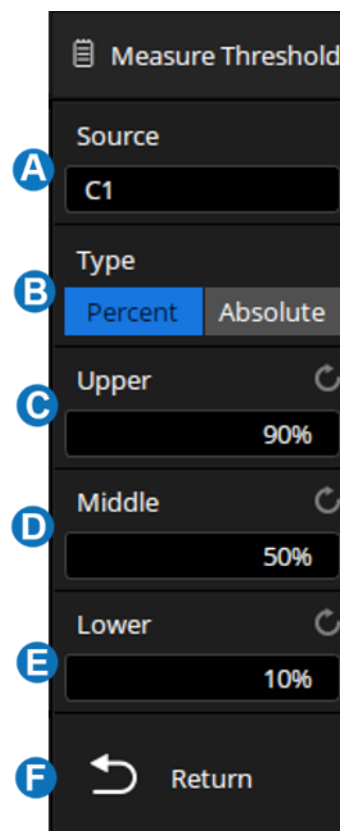 Measure Threshold
Source
A
C1
Type
B
Percent Absolute
Upper
C
90%
Middle
D
50%
Lower
E
10%
F Return